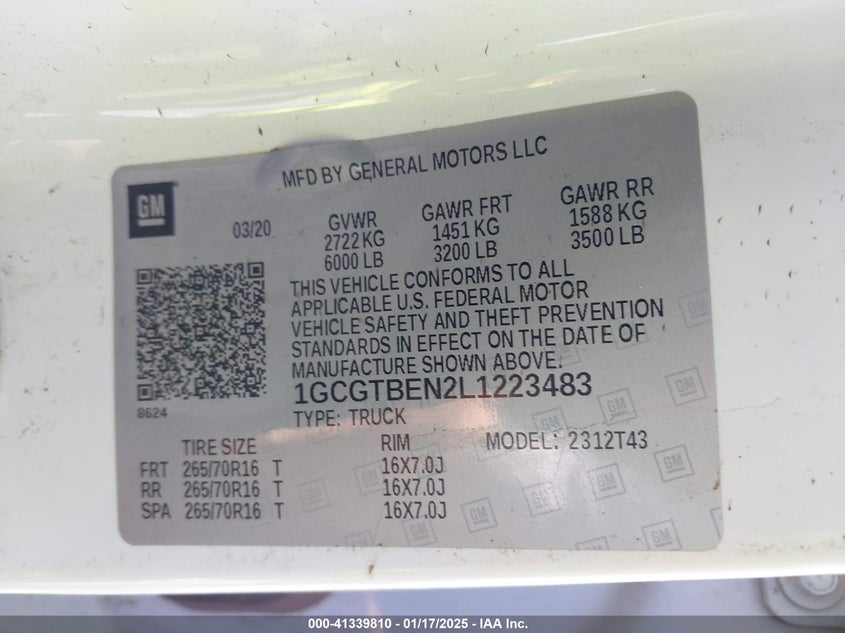 MFD BY GENERAL MOTORS LLC
GM
03/20
GVWR
2722 KG
6000 LB
GAWR FRT
1451 KG
3200 LB
GAWR RR
1588 KG
3500 LB
THIS VEHICLE CONFORMS TO ALL
APPLICABLE U.S. FEDERAL MOTOR
VEHICLE SAFETY AND THEFT PREVENTION
STANDARDS IN EFFECT ON THE DATE OF
MANUFACTURE SHOWN ABOVE.
1GCGTBEN2L1223483
8624
TYPE: TRUCK
TIRE SIZE RIM MODEL: 2312T43
FRT 265/70R16 T 16X7.0J
RR 265/70R16 T 16X7.0J
SPA 265/70R16 T 16X7.0J
000-41339810 - 01/17/2025 - IAA Inc.